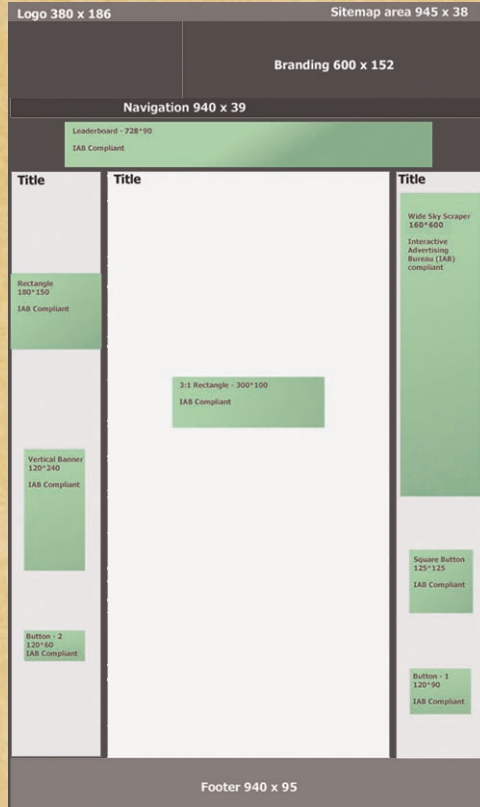 Logo 380 x 186
Sitemap area 945 x 38
Branding 600 x 152
Navigation 940 x 39
Leaderboard - 728*90
IAB Compliant
Title
Rectangle
180*150
IAB Compliant
Vertical Banner
120*240
IAB Compliant
Button - 2
120*60
IAB Compliant
Title
3:1 Rectangle - 300*100
IAB Compliant
Title
Wide Sky Scraper
160*600
Interactive
Advertising
Bureau (IAB)
compliant
Square Button
125*125
IAB Compliant
Button - 1
120*90
IAB Compliant
Footer 940 x 95